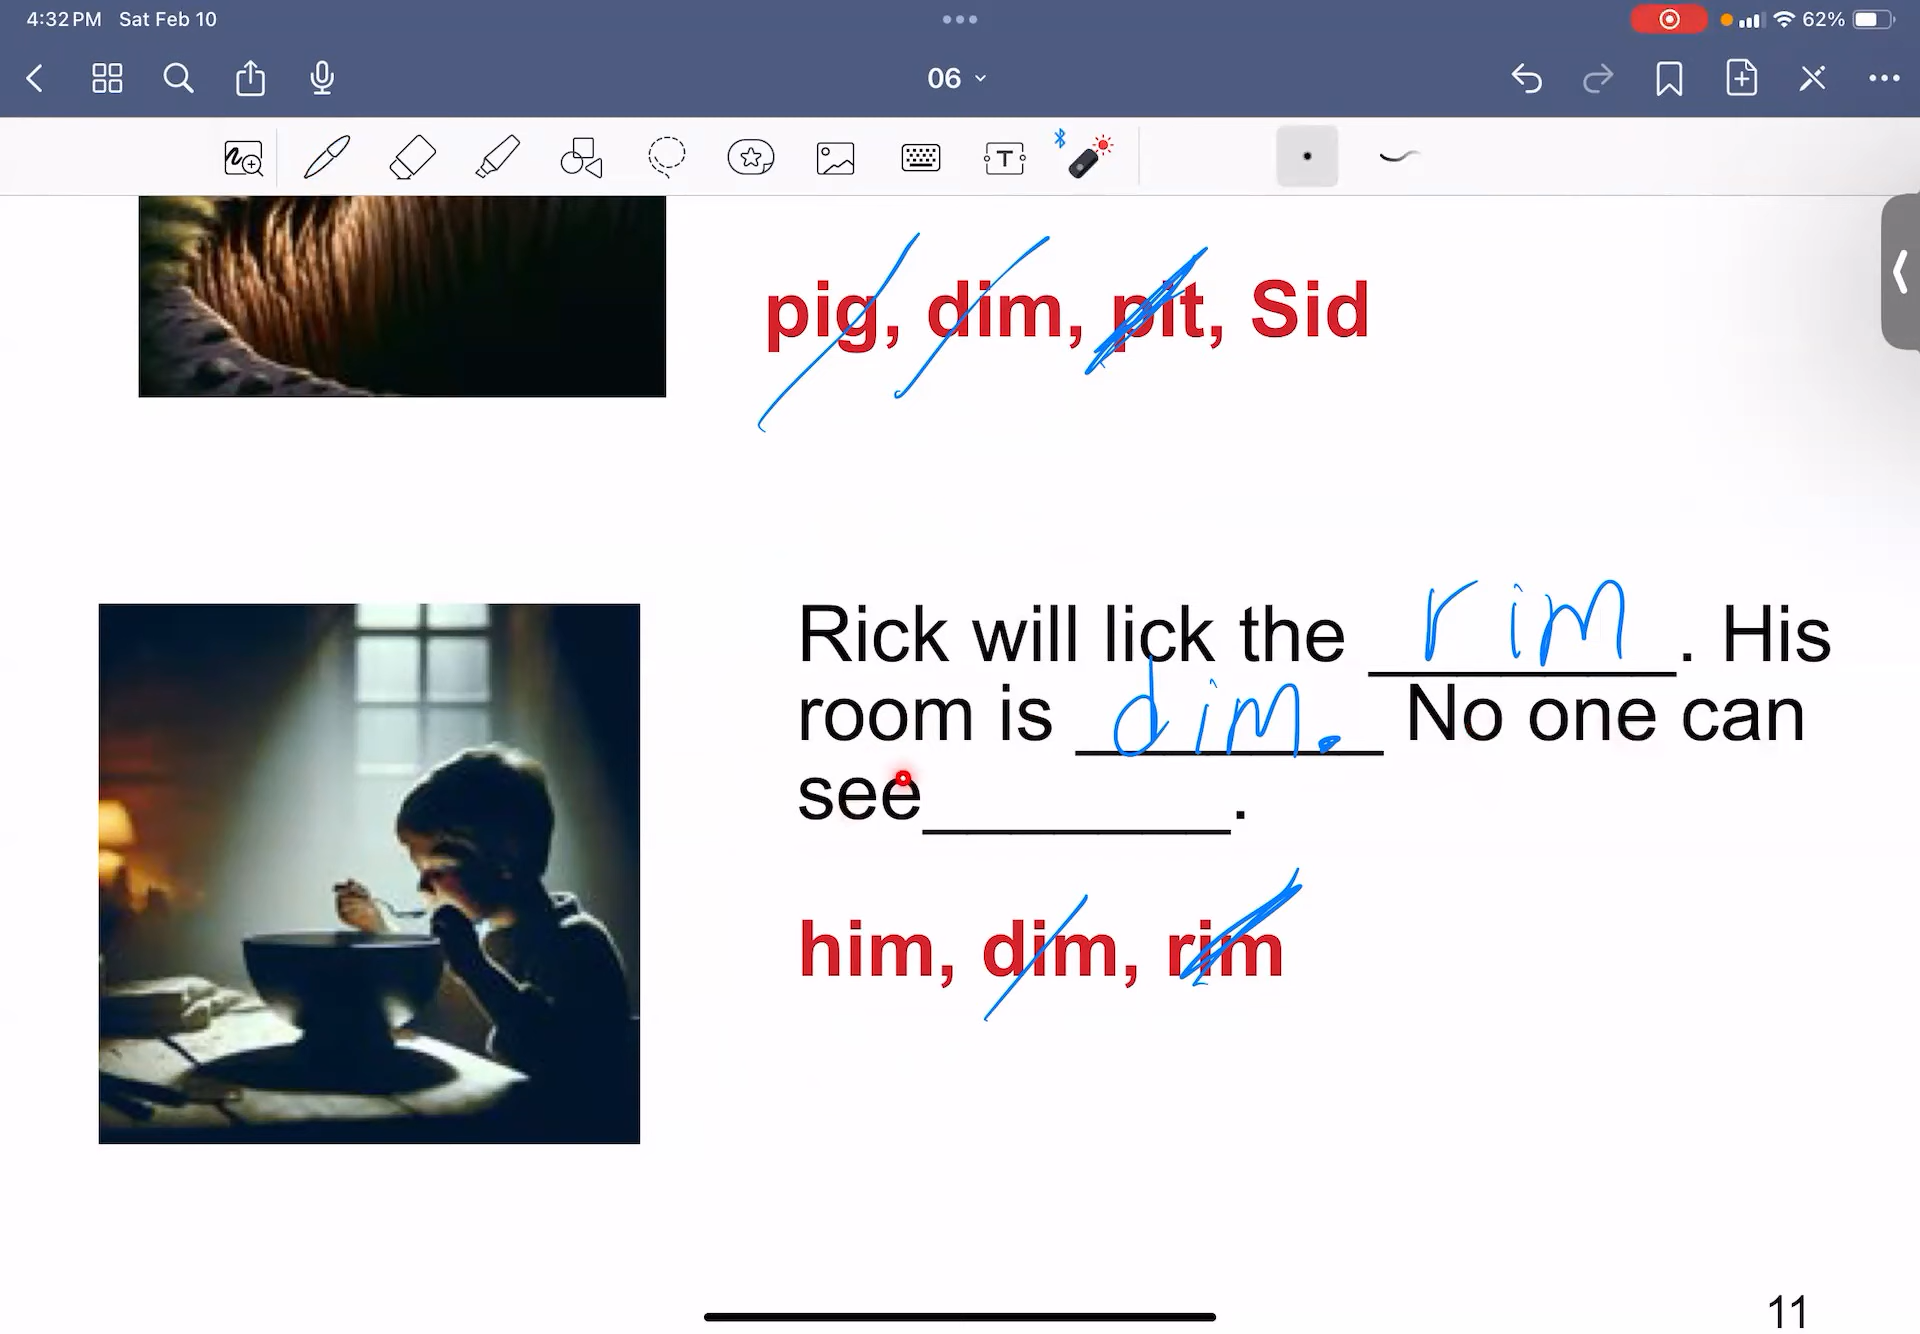 4:32 PM Sat Feb 10
62%
06
T
pig, dim, pit, Sid
Rick will lick the rim. His
room is dim. No one can
see_________.
him, dim, rim
11